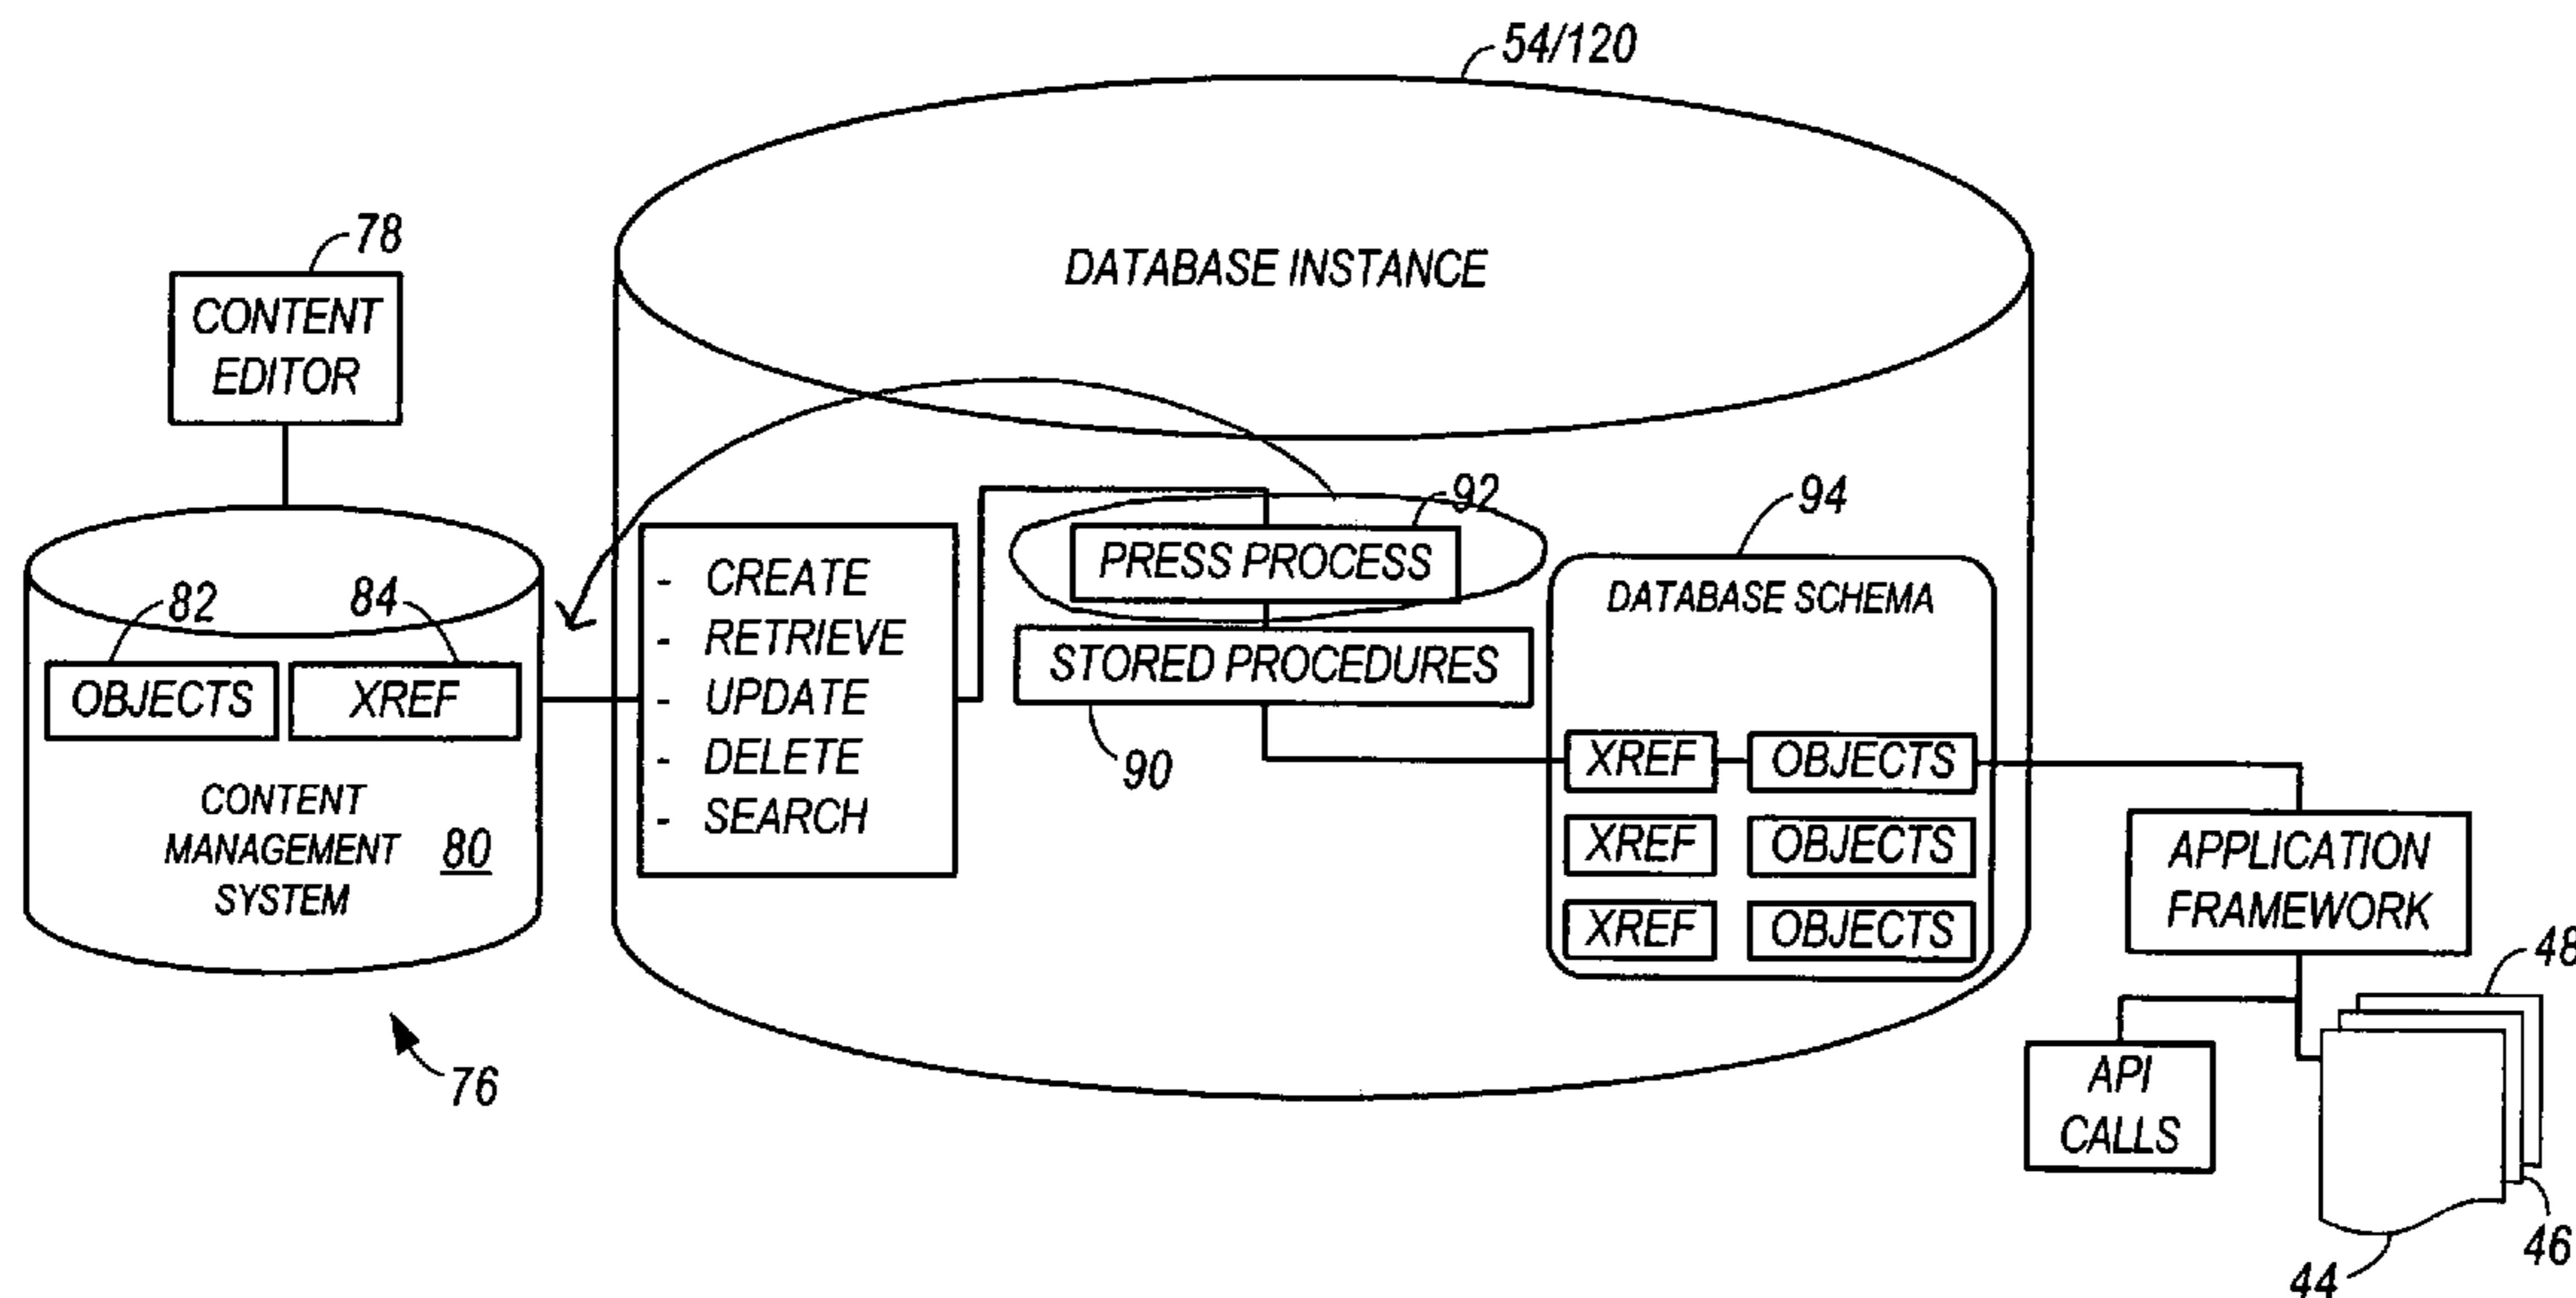 54/120
DATABASE INSTANCE
78
CONTENT
EDITOR
82
84
OBJECTS
XREF
CONTENT
MANAGEMENT
SYSTEM
80
76
- CREATE
- RETRIEVE
- UPDATE
- DELETE
- SEARCH
92
PRESS PROCESS
STORED PROCEDURES
90
94
DATABASE SCHEMA
XREF
OBJECTS
XREF
OBJECTS
XREF
OBJECTS
APPLICATION
FRAMEWORK
API
CALLS
48
46
44